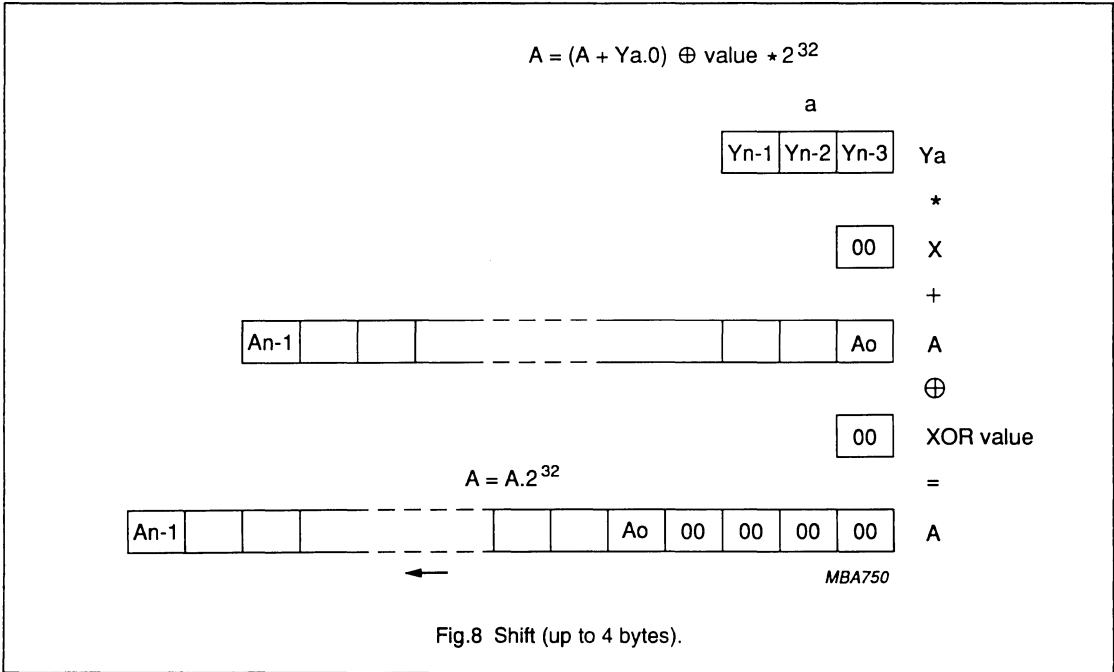 A = (A + Ya.0) ⊕ value * 2^32
a
Yn-1 Yn-2 Yn-3 Ya
*
00 X
+
An-1 Ao A
⊕
00 XOR value
A = A.2^32 =
An-1 Ao 00 00 00 00 A
MBA750
Fig.8 Shift (up to 4 bytes).